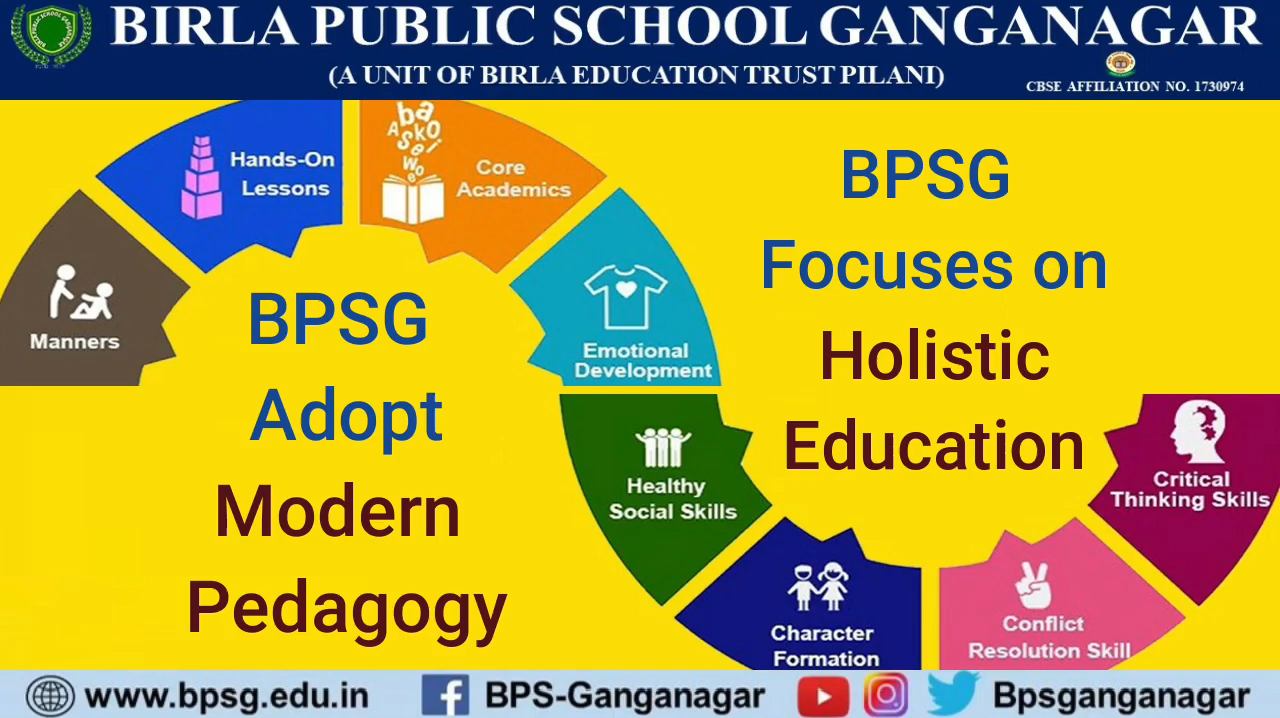 BIRLA PUBLIC SCHOOL GANGANAGAR
(A UNIT OF BIRLA EDUCATION TRUST PILANI)
CBSE AFFILIATION NO. 1730974
Manners
Hands-On
Lessons
Core
Academics
Emotional
Development
BPSG
Adopt
Modern
Pedagogy
BPSG
Focuses on
Holistic
Education
Healthy
Social Skills
Character
Formation
Conflict
Resolution Skill
Critical
Thinking Skills
www.bpsg.edu.in
BPS-Ganganagar
Bpsganganagar